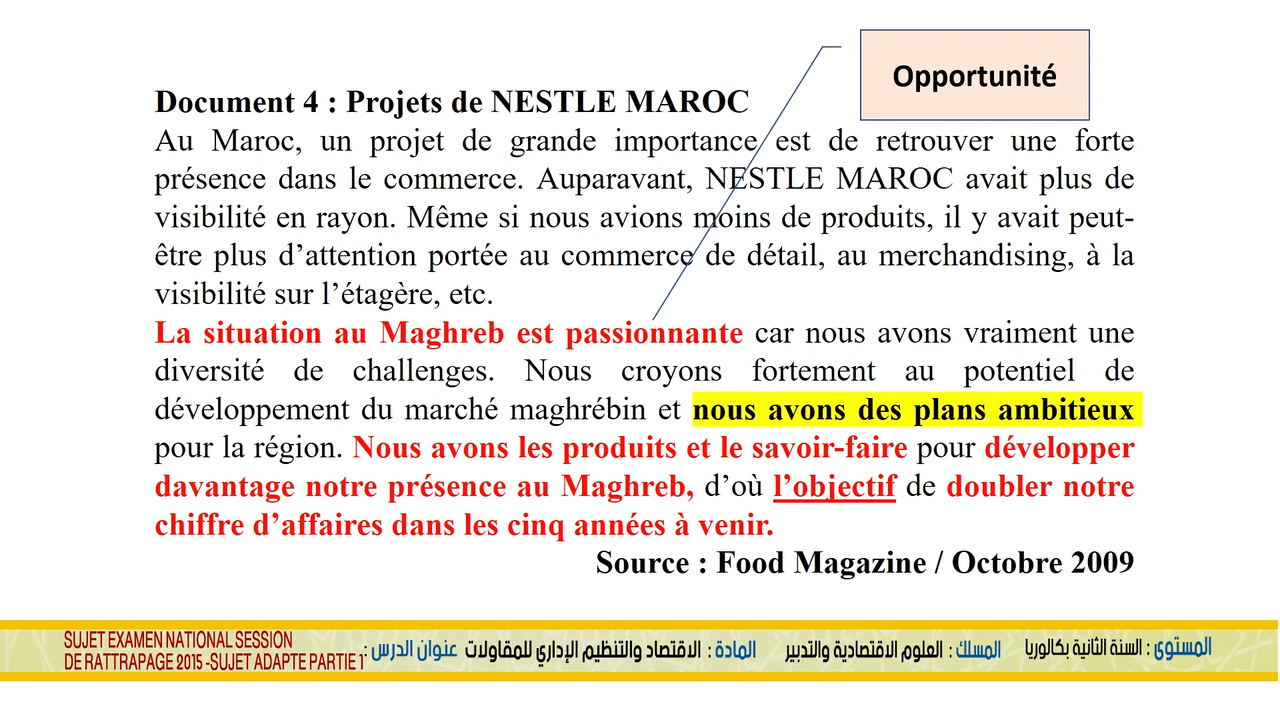 Opportunité
Document 4 : Projets de NESTLE MAROC
Au Maroc, un projet de grande importance est de retrouver une forte
présence dans le commerce. Auparavant, NESTLE MAROC avait plus de
visibilité en rayon. Même si nous avions moins de produits, il y avait peut-
être plus d’attention portée au commerce de détail, au merchandising, à la
visibilité sur l’étagère, etc.
La situation au Maghreb est passionnante car nous avons vraiment une
diversité de challenges. Nous croyons fortement au potentiel de
développement du marché maghrébin et nous avons des plans ambitieux
pour la région. Nous avons les produits et le savoir-faire pour développer
davantage notre présence au Maghreb, d’où l’objectif de doubler notre
chiffre d’affaires dans les cinq années à venir.
Source : Food Magazine / Octobre 2009
المستوى : السنة الثانية بكالوريا المسلك : العلوم الاقتصادية والتدبير المادة : الاقتصاد والتنظيم الإداري للمقاولات عنوان الدرس :
SUJET EXAMEN NATIONAL SESSION
DE RATTRAPAGE 2015 -SUJET ADAPTE PARTIE 1